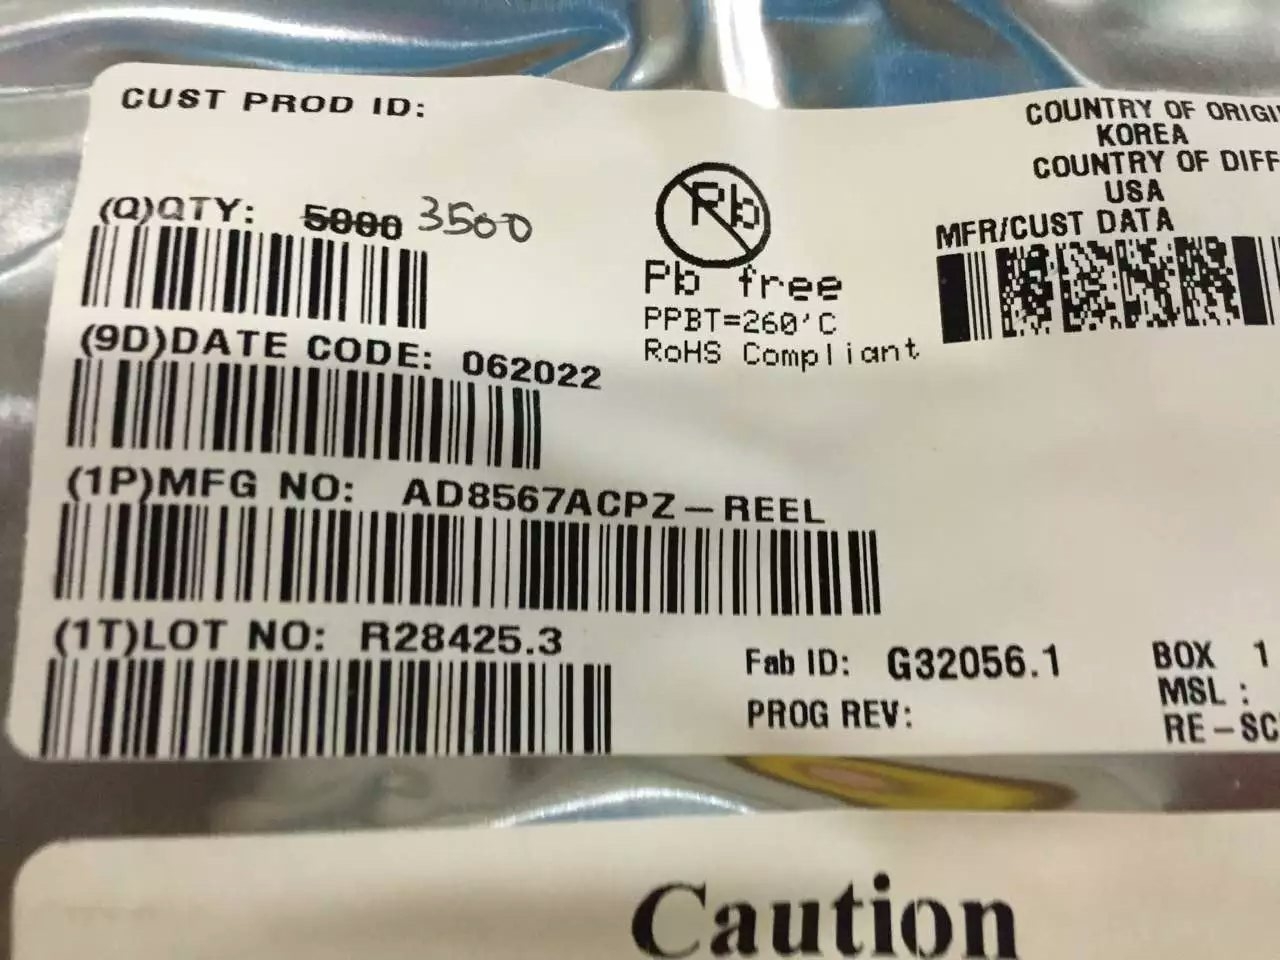 CUST PROD ID:
(Q)QTY: 5000 3500
(9D)DATE CODE: 062022
(1P)MFG NO: AD8567ACPZ-REEL
(1T)LOT NO: R28425.3
Pb
Pb free
PPBT=260'C
RoHS Compliant
COUNTRY OF ORIGI
KOREA
COUNTRY OF DIFF
USA
MFR/CUST DATA
Fab ID: G32056.1
PROG REV:
BOX 1
MSL :
RE-SC
Caution